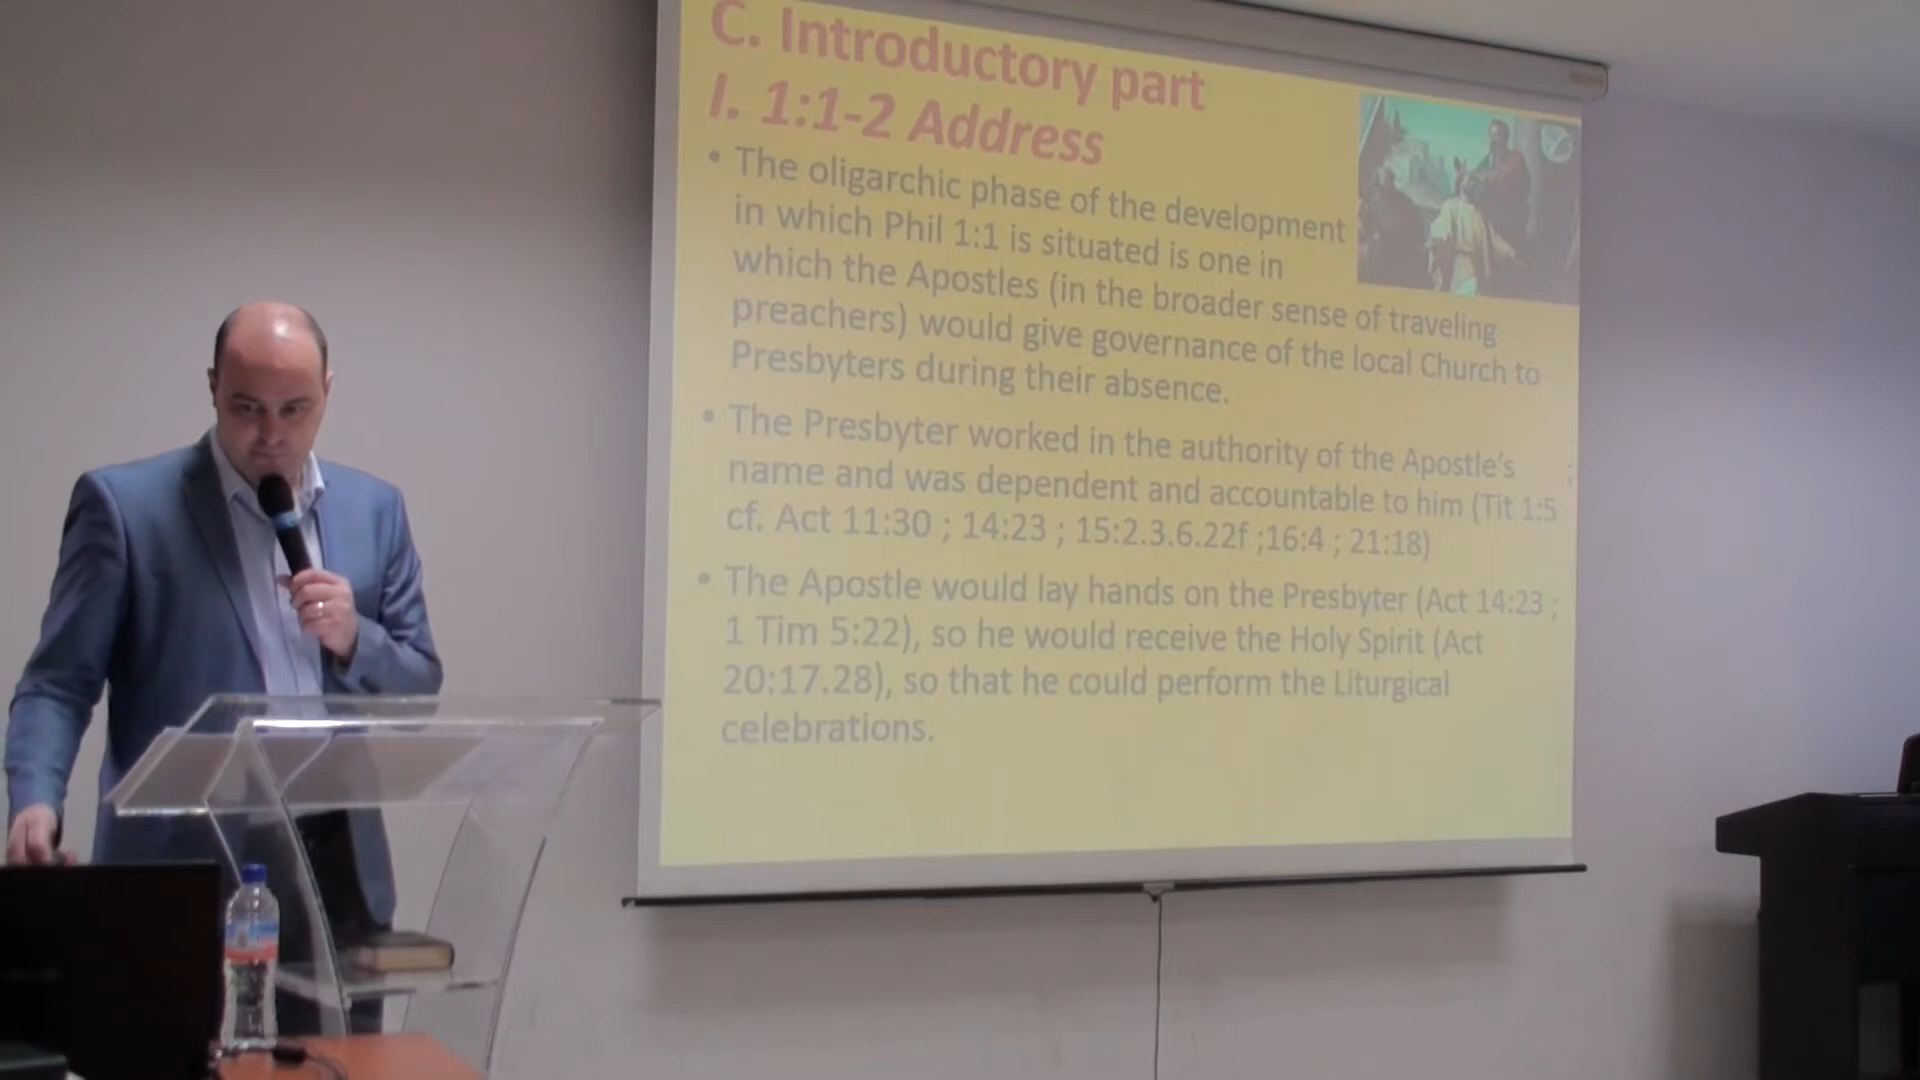 C. Introductory part
I. 1:1-2 Address
• The oligarchic phase of the development
in which Phil 1:1 is situated is one in
which the Apostles (in the broader sense of traveling
preachers) would give governance of the local Church to
Presbyters during their absence.
• The Presbyter worked in the authority of the Apostle's
name and was dependent and accountable to him (Tit 1:5 ;
cf. Act 11:30 ; 14:23 ; 15:2.3.6.22f ;16:4 ; 21:18)
• The Apostle would lay hands on the Presbyter (Act 14:23 ;
1 Tim 5:22), so he would receive the Holy Spirit (Act
20:17.28), so that he could perform the Liturgical
celebrations.